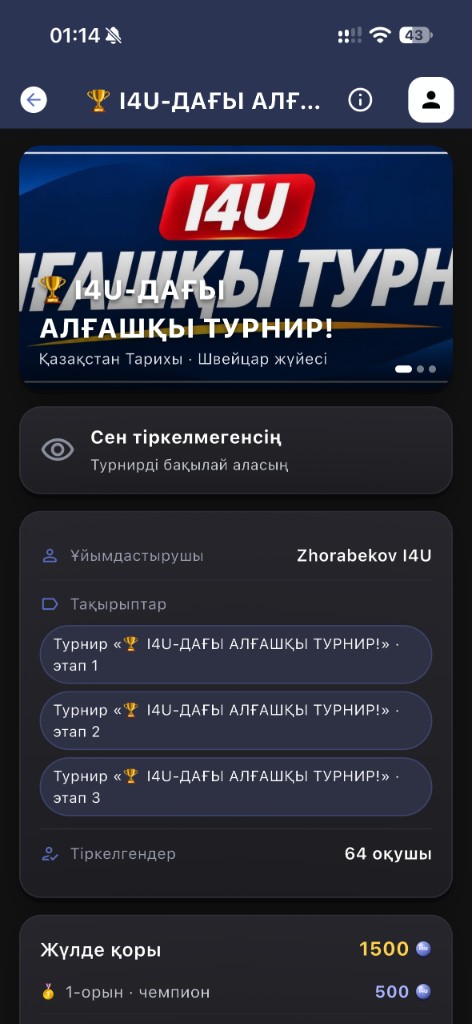 01:14
43
🏆 I4U-ДАҒЫ АЛҒ...
I4U
АЛҒАШҚЫ ТУРН
🏆 I4U-ДАҒЫ
АЛҒАШҚЫ ТУРНИР!
Қазақстан Тарихы · Швейцар жүйесі
Сен тіркелмегенсің
Турнирді бақылай аласың
Ұйымдастырушы Zhorabekov I4U
Тақырыптар
Турнир «🏆 I4U-ДАҒЫ АЛҒАШҚЫ ТУРНИР!» ·
этап 1
Турнир «🏆 I4U-ДАҒЫ АЛҒАШҚЫ ТУРНИР!» ·
этап 2
Турнир «🏆 I4U-ДАҒЫ АЛҒАШҚЫ ТУРНИР!» ·
этап 3
Тіркелгендер 64 оқушы
Жүлде қоры 1500
🥇 1-орын · чемпион 500